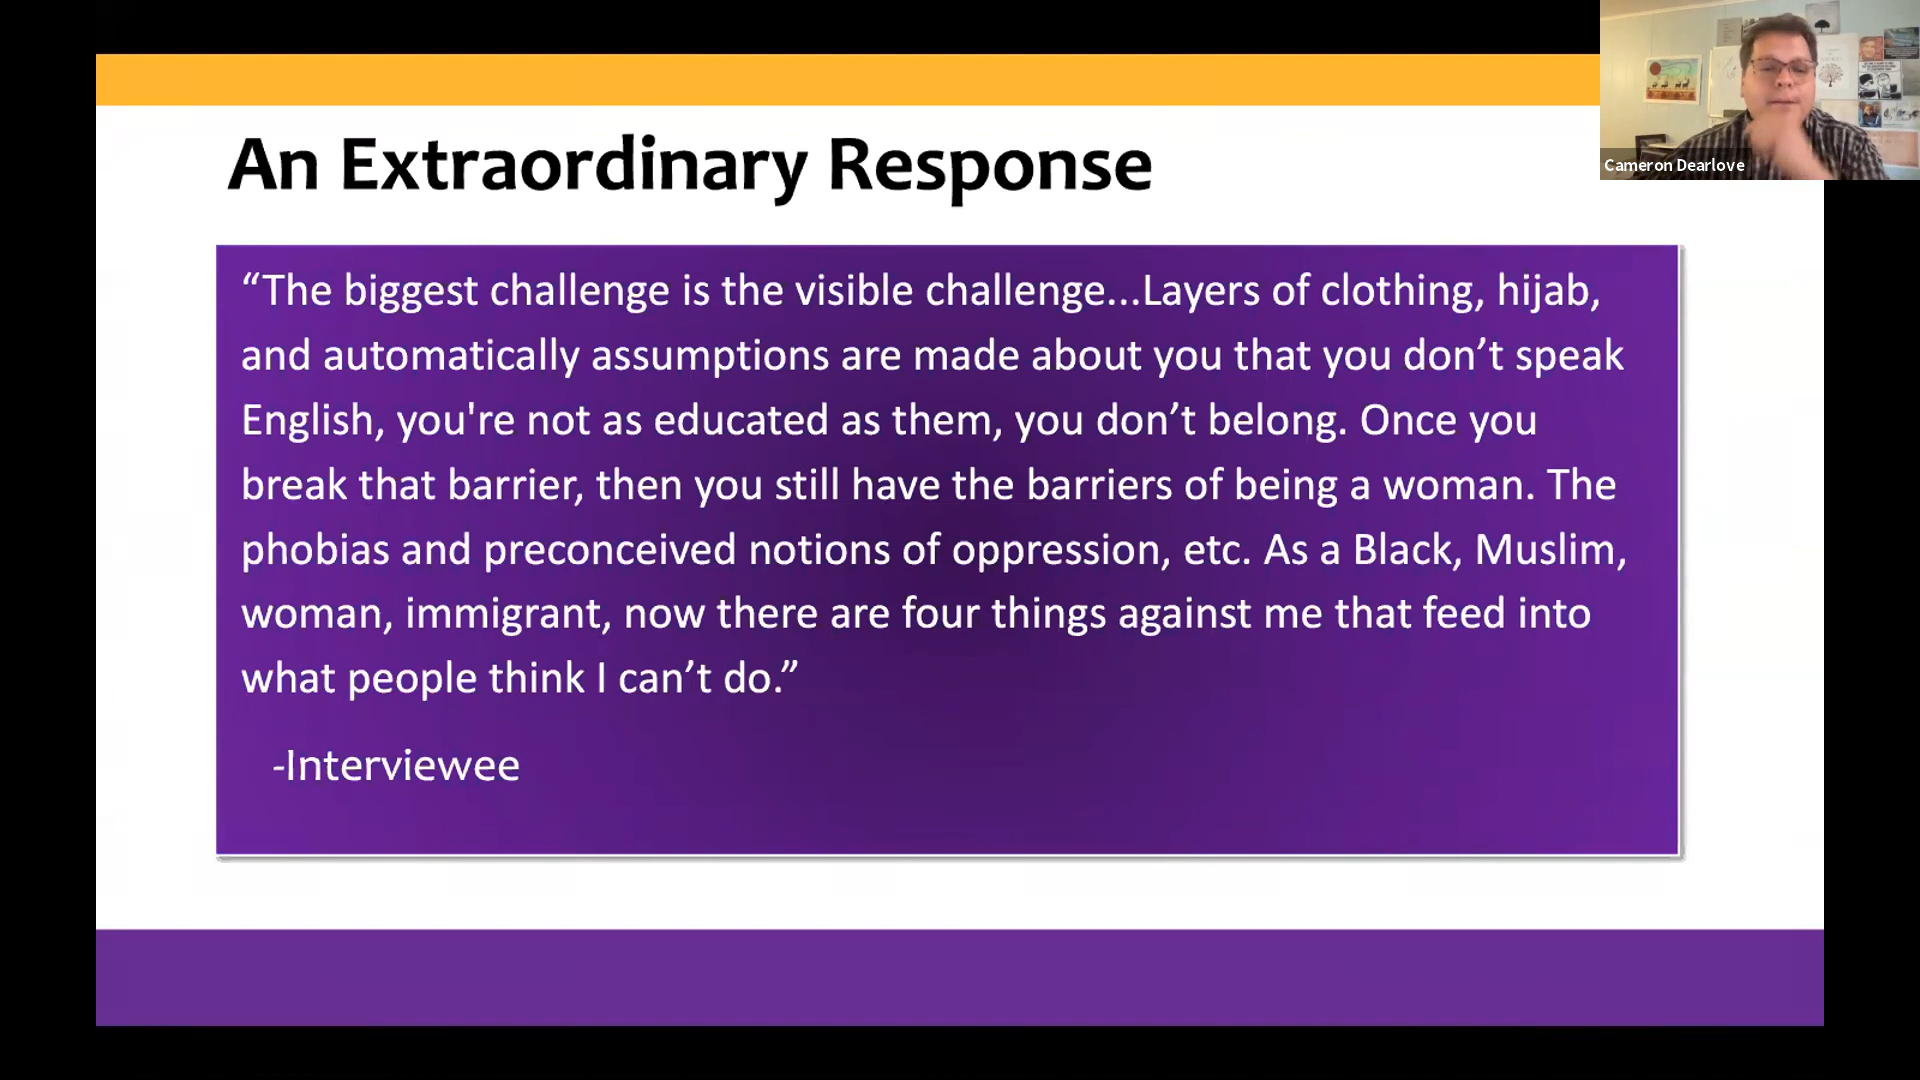 An Extraordinary Response
“The biggest challenge is the visible challenge...Layers of clothing, hijab,
and automatically assumptions are made about you that you don’t speak
English, you're not as educated as them, you don’t belong. Once you
break that barrier, then you still have the barriers of being a woman. The
phobias and preconceived notions of oppression, etc. As a Black, Muslim,
woman, immigrant, now there are four things against me that feed into
what people think I can’t do.”
-Interviewee
Cameron Dearlove